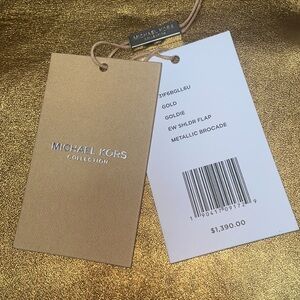 MICHAEL KORS
MICHAEL KORS
COLLECTION
GOLD
GOLDIE
EW SHLDR FLAP
METALLIC BROCADE
$1,390.00